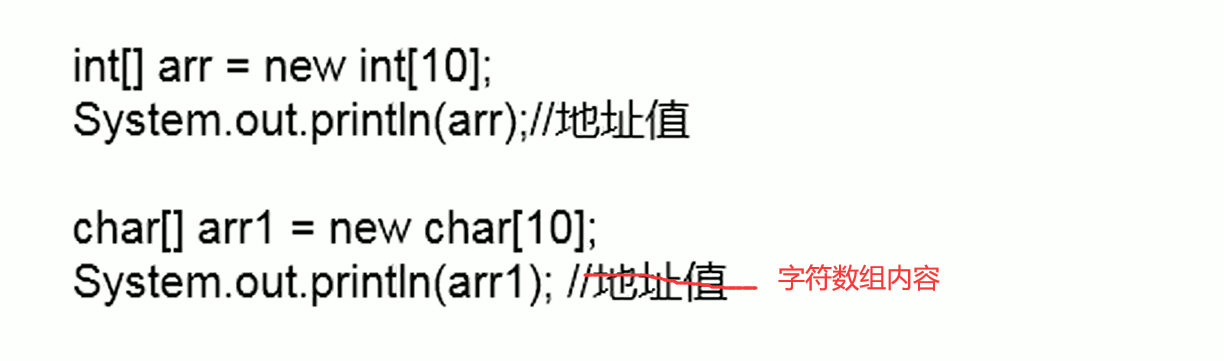 int[] arr = new int[10];
System.out.println(arr);//地址值
char[] arr1 = new char[10];
System.out.println(arr1); //地址值 字符数组内容